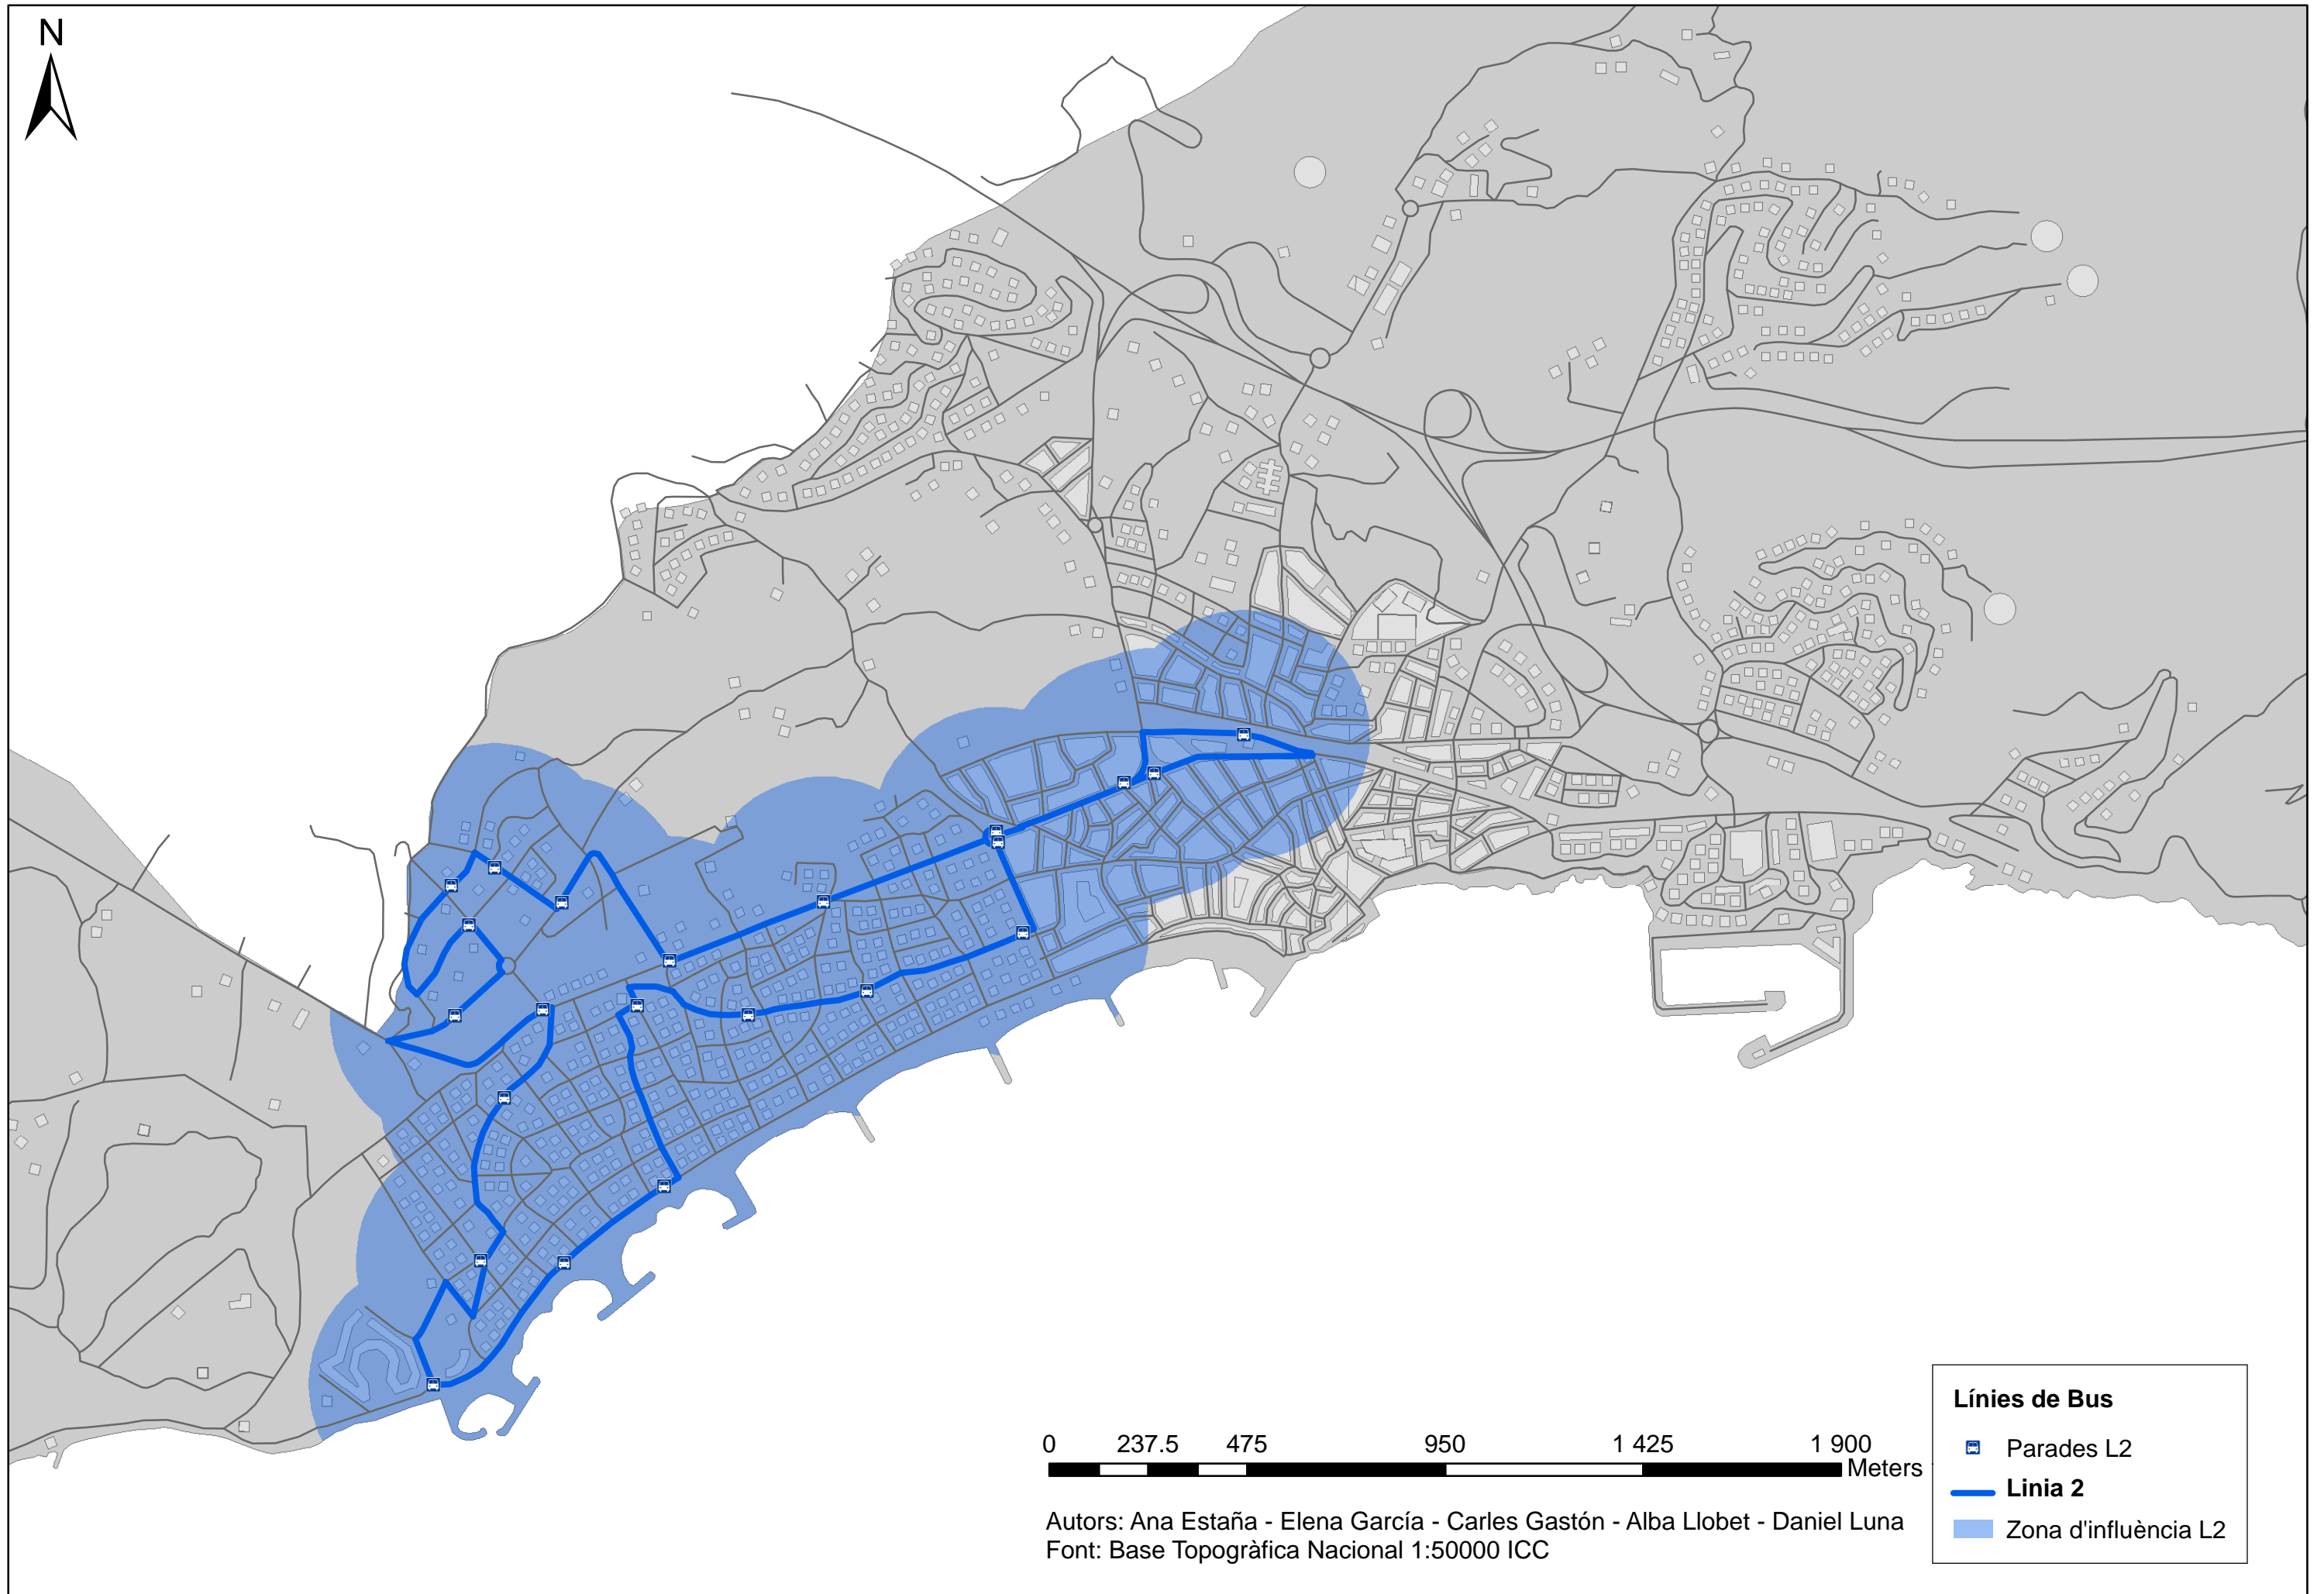 N
0 237.5 475 950 1 425 1 900
Meters
Autors: Ana Estaña - Elena García - Carles Gastón - Alba Llobet - Daniel Luna
Font: Base Topogràfica Nacional 1:50000 ICC
Línies de Bus
Parades L2
Linia 2
Zona d'influència L2